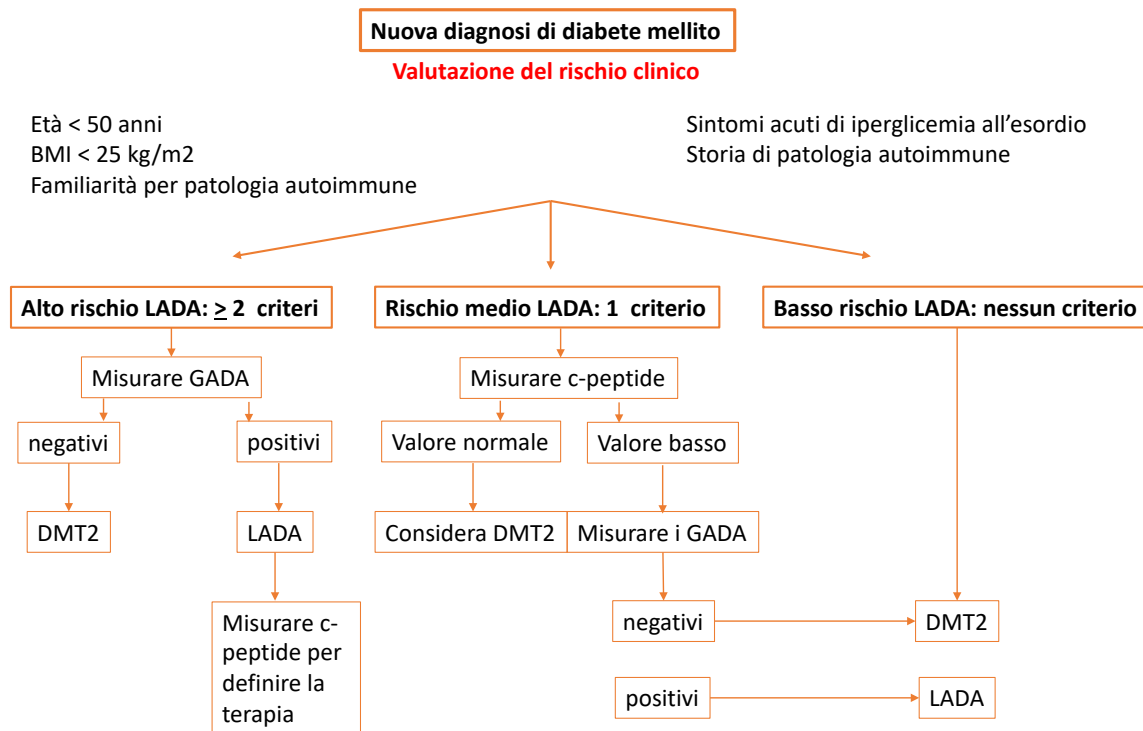 Nuova diagnosi di diabete mellito
Valutazione del rischio clinico
Età < 50 anni
BMI < 25 kg/m2
Familiarità per patologia autoimmune
Sintomi acuti di iperglicemia all'esordio
Storia di patologia autoimmune
Alto rischio LADA: ≥ 2 criteri
Rischio medio LADA: 1 criterio
Basso rischio LADA: nessun criterio
Misurare GADA
Misurare c-peptide
negativi
positivi
Valore normale
Valore basso
DMT2
LADA
Considera DMT2
Misurare i GADA
Misurare c-
peptide per
definire la
terapia
negativi
DMT2
positivi
LADA